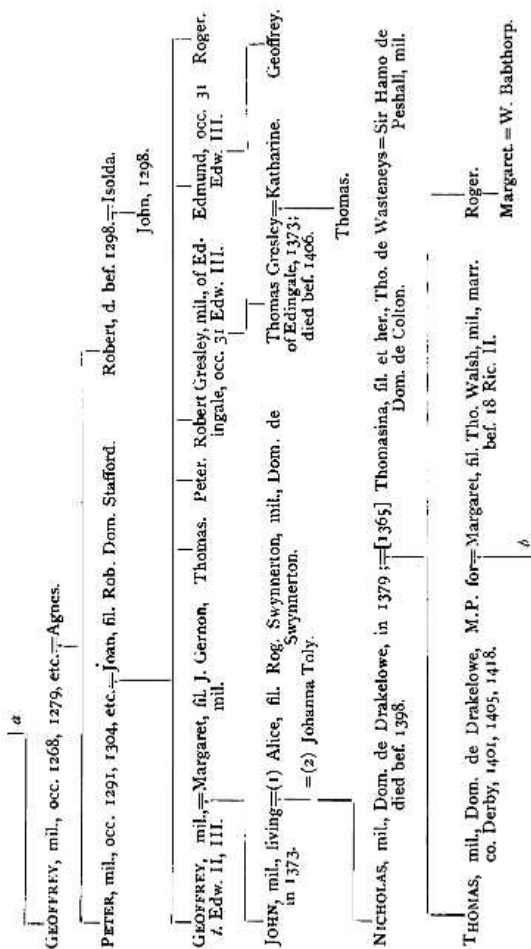 a
GEOFFREY, mil., occ. 1268, 1279, etc.=Agnes.
PETER, mil., occ. 1291, 1304, etc.=Joan, fil. Rob. Dom. Stafford.
Robert, d. bef. 1298.=Isolda.
John, 1298.
GEOFFREY, mil.,=Margaret, fil. J. Gernon,
t. Edw. II, III. mil.
Thomas.
Peter.
Robert Gresley, mil., of Ed-
ingale, occ. 31 Edw. III.
Edmund, occ. 31
Edw. III.
Roger.
JOHN, mil., living=(1) Alice, fil. Rog. Swynnerton, mil., Dom. de
in 1373. Swynnerton.
=(2) Johanna Toly.
Thomas Gresley=Katharine.
of Edingale, 1373;
died bef. 1406.
Geoffrey.
Thomas.
NICHOLAS, mil., Dom. de Drakelowe, in 1379;=[1365] Thomasina, fil. et her., Tho. de Wasteneys=Sir Hamo de
died bef. 1398. Dom. de Colton. Peshall, mil.
THOMAS, mil., Dom. de Drakelowe, M.P. for=Margaret, fil. Tho. Walsh, mil., marr.
co. Derby, 1401, 1405, 1418. bef. 18 Ric. II.
Roger.
Margaret.=W. Babthorp.
b